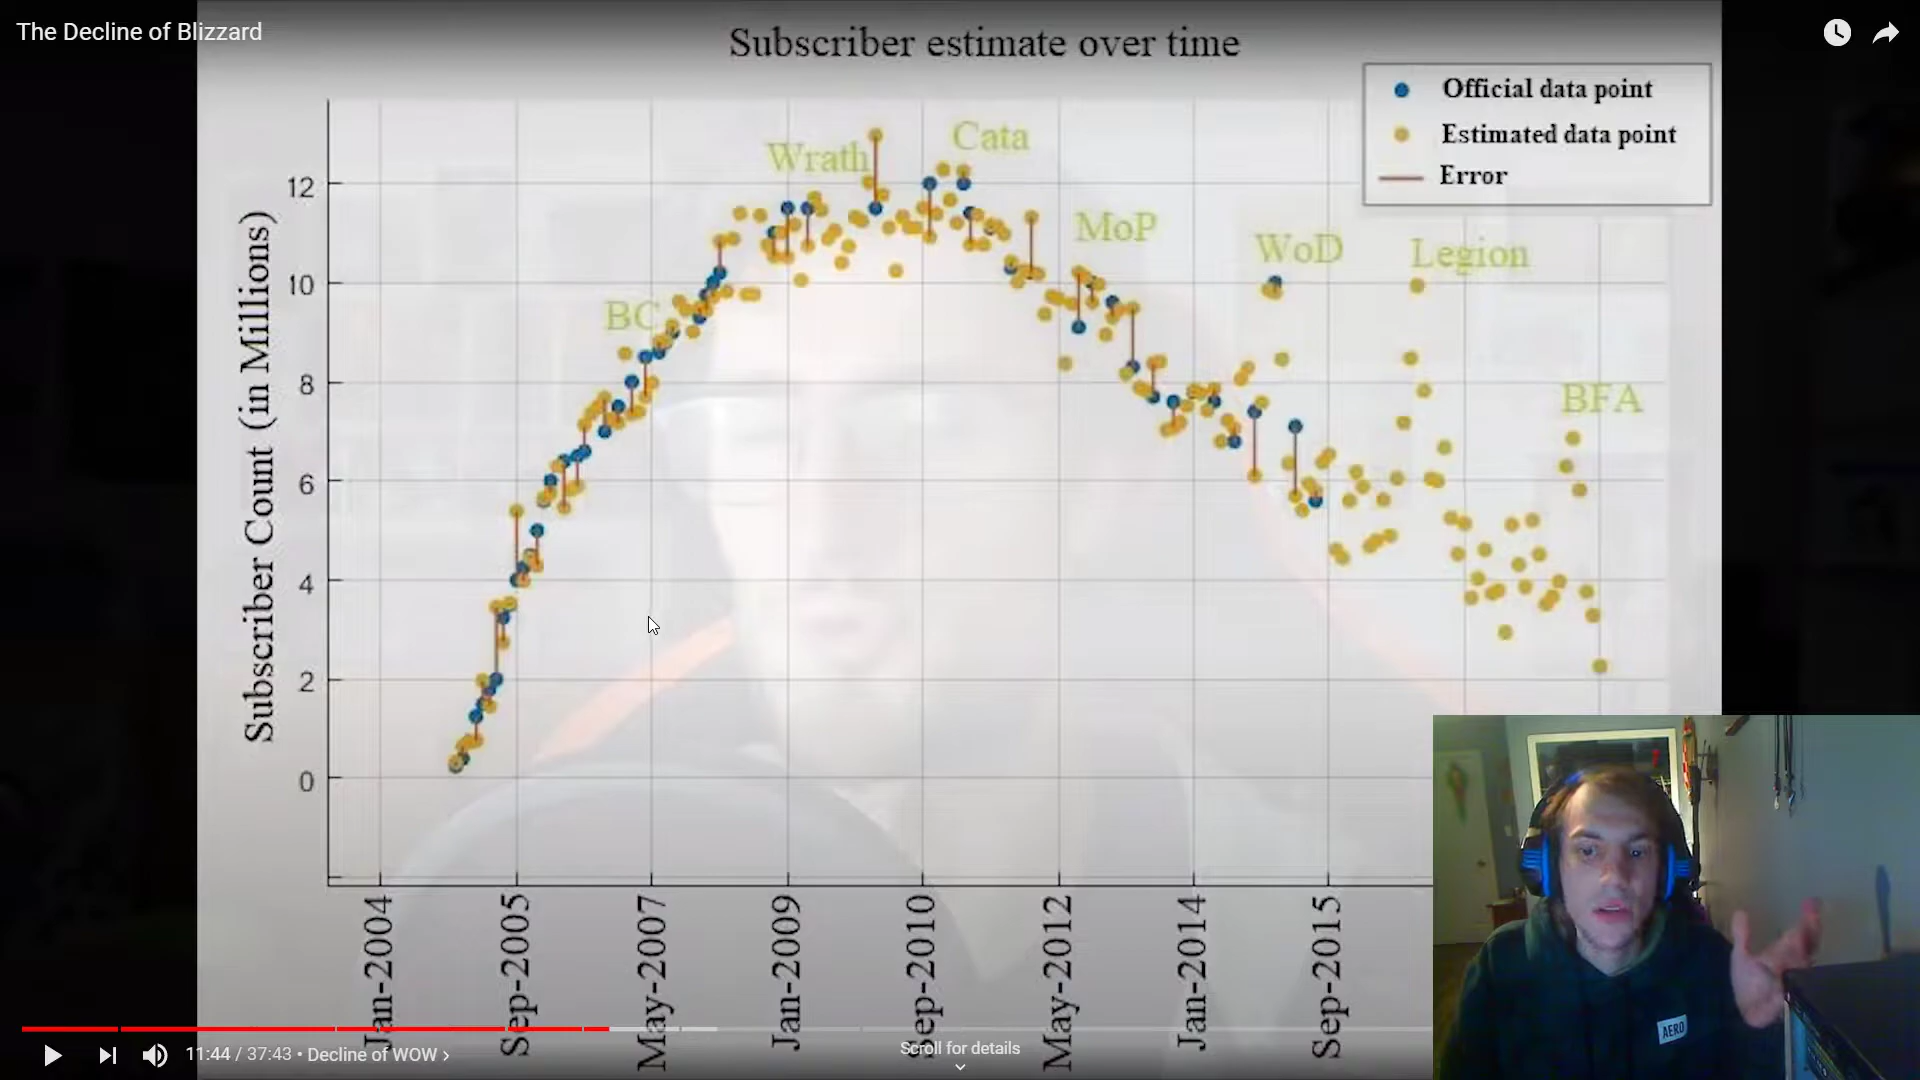 The Decline of Blizzard
Subscriber estimate over time
Official data point
Estimated data point
Error
Cata
Wrath
MoP
WoD
Legion
BC
BFA
Subscriber Count (in Millions)
12
10
8
6
4
2
0
Jan-2004
Sep-2005
May-2007
Jan-2009
Sep-2010
May-2012
Jan-2014
Sep-2015
AERO
11:44 / 37:43 • Decline of WOW ›
Scroll for details